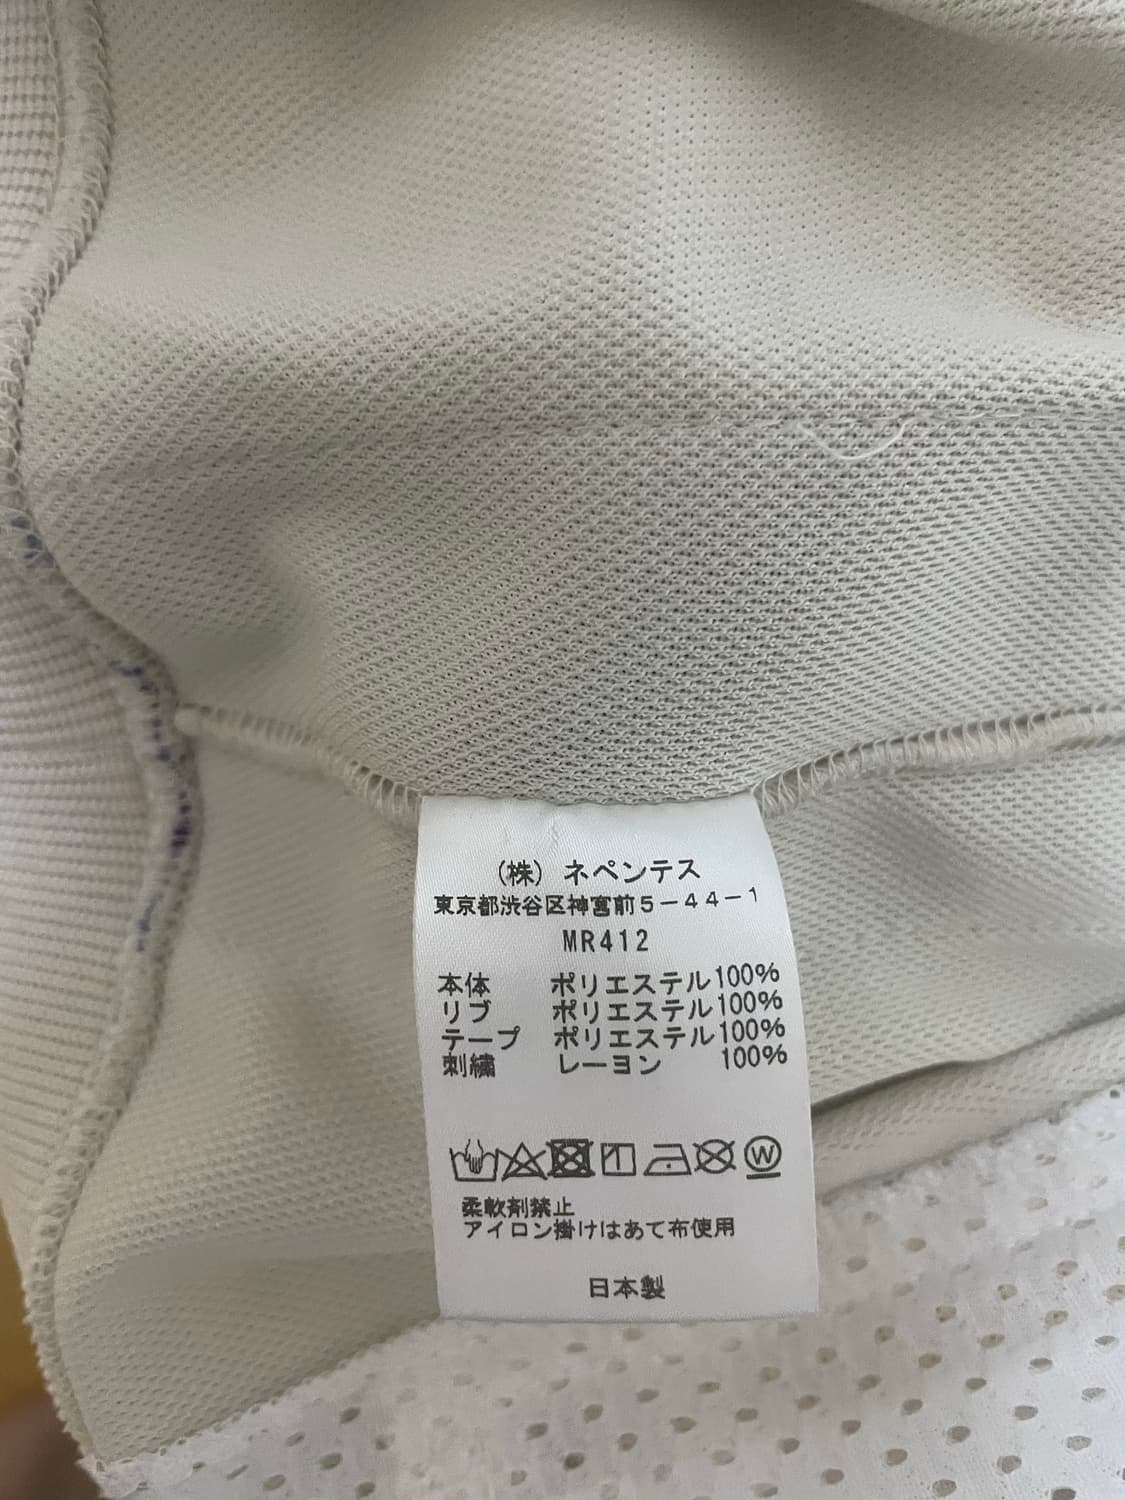 (株) ネペンテス
東京都渋谷区神宮前5-44-1
MR412
本体 ポリエステル100%
リブ ポリエステル100%
テープ ポリエステル100%
刺繍 レーヨン 100%
W
柔軟剤禁止
アイロン掛けはあて布使用
日本製